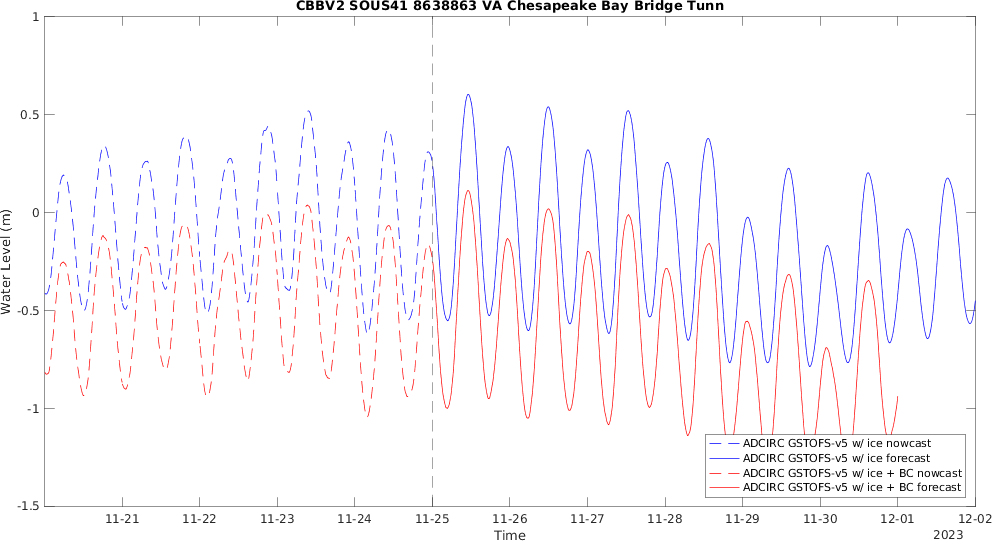 CBBV2 SOUS41 8638863 VA Chesapeake Bay Bridge Tunn
1
0.5
0
-0.5
-1
-1.5
Water Level (m)
11-21
11-22
11-23
11-24
11-25
11-26
11-27
11-28
11-29
11-30
12-01
12-02
Time
2023
ADCIRC GSTOFS-v5 w/ ice nowcast
ADCIRC GSTOFS-v5 w/ ice forecast
ADCIRC GSTOFS-v5 w/ ice + BC nowcast
ADCIRC GSTOFS-v5 w/ ice + BC forecast